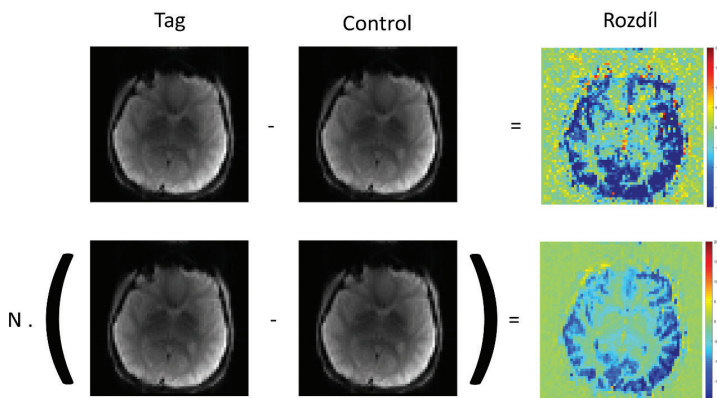 Tag
Control
Rozdíl
-
=
N .
(
-
)
=